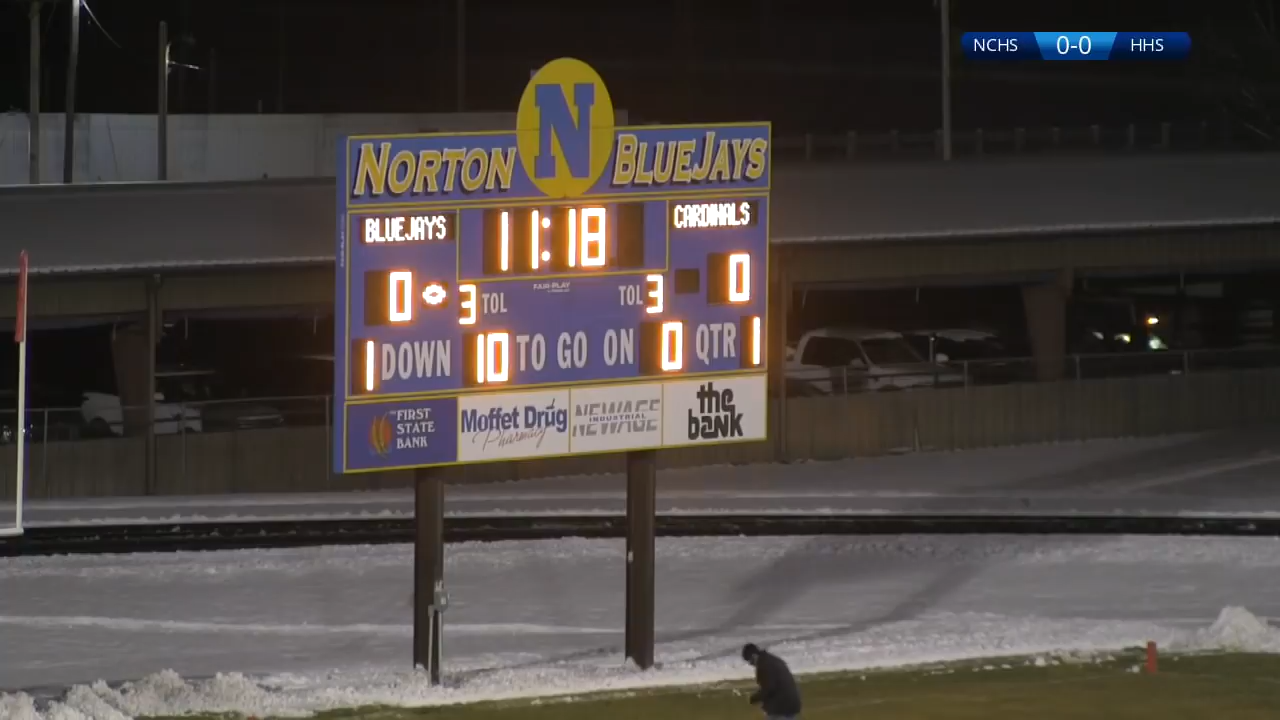 NCHS 0-0 HHS
N
NORTON BLUEJAYS
BLUEJAYS 11:18 CARDINALS
0 3 TOL TOL 3 0
FAIR-PLAY
1 DOWN 10 TO GO ON 0 QTR 1
FIRST
STATE
BANK
Moffet Drug
Pharmacy
NEWAGE
INDUSTRIAL
the
bank